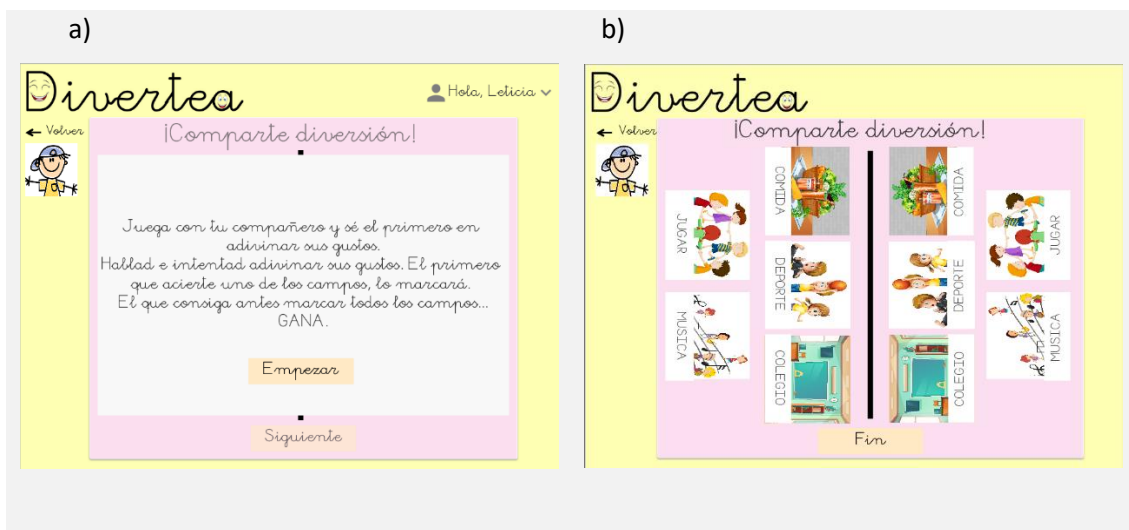 a)
Divertea
Hola, Leticia
Volver
¡Comparte diversión!
Juega con tu compañero y sé el primero en
adivinar sus gustos.
Hablad e intentad adivinar sus gustos. El primero
que acierte uno de los campos, lo marcará.
El que consiga antes marcar todos los campos...
GANA.
Empezar
Siguiente
b)
Divertea
Volver
¡Comparte diversión!
JUGAR
MUSICA
COMIDA
DEPORTE
COLEGIO
COMIDA
DEPORTE
COLEGIO
JUGAR
MUSICA
Fin